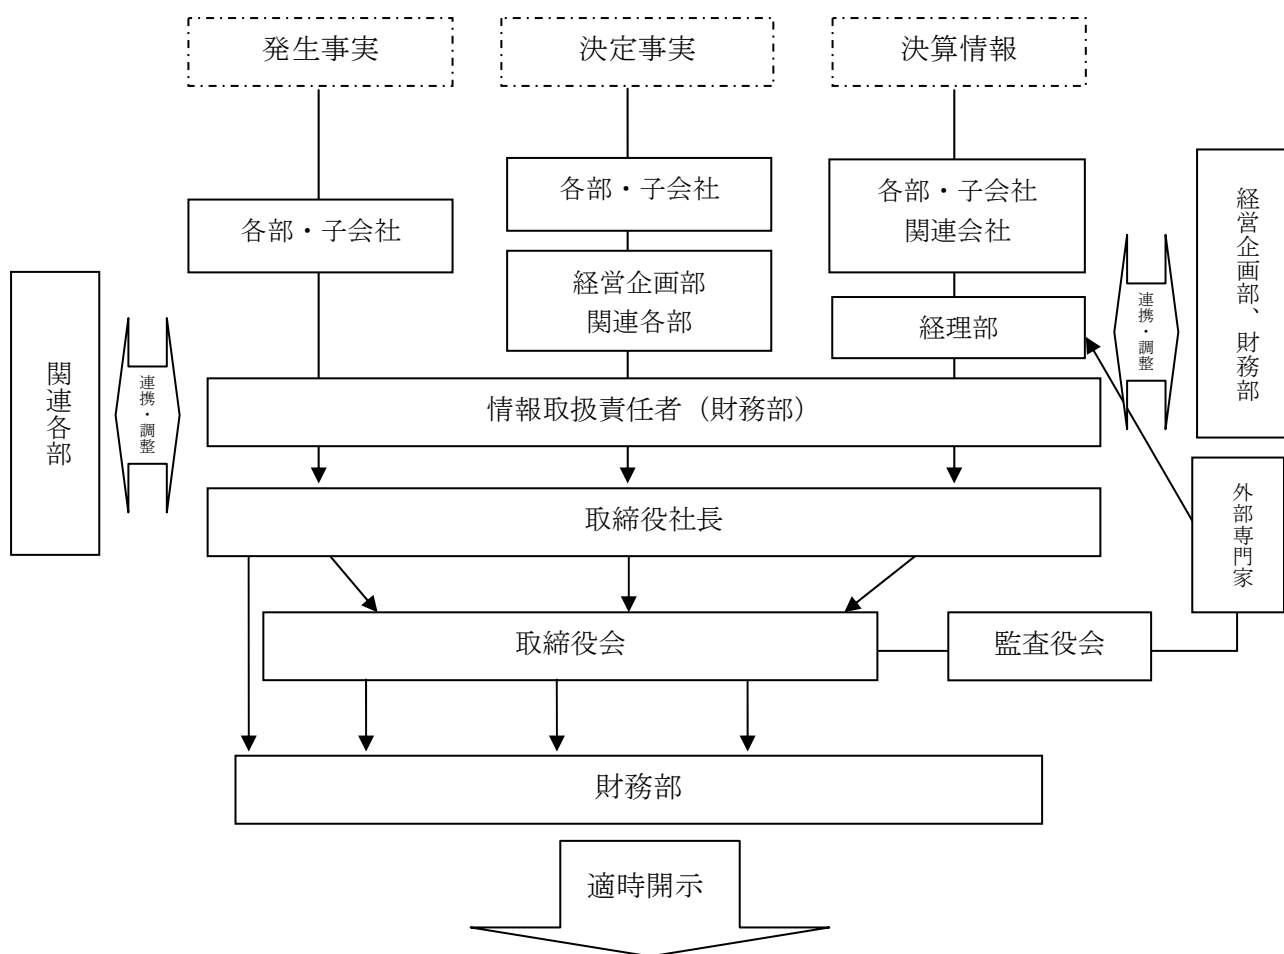 発生事実
決定事実
決算情報
各部・子会社
各部・子会社
各部・子会社
関連会社
経営企画部
関連各部
経理部
連携・調整
経営企画部、財務部
関連各部
連携・調整
情報取扱責任者（財務部）
取締役社長
外部専門家
取締役会
監査役会
財務部
適時開示